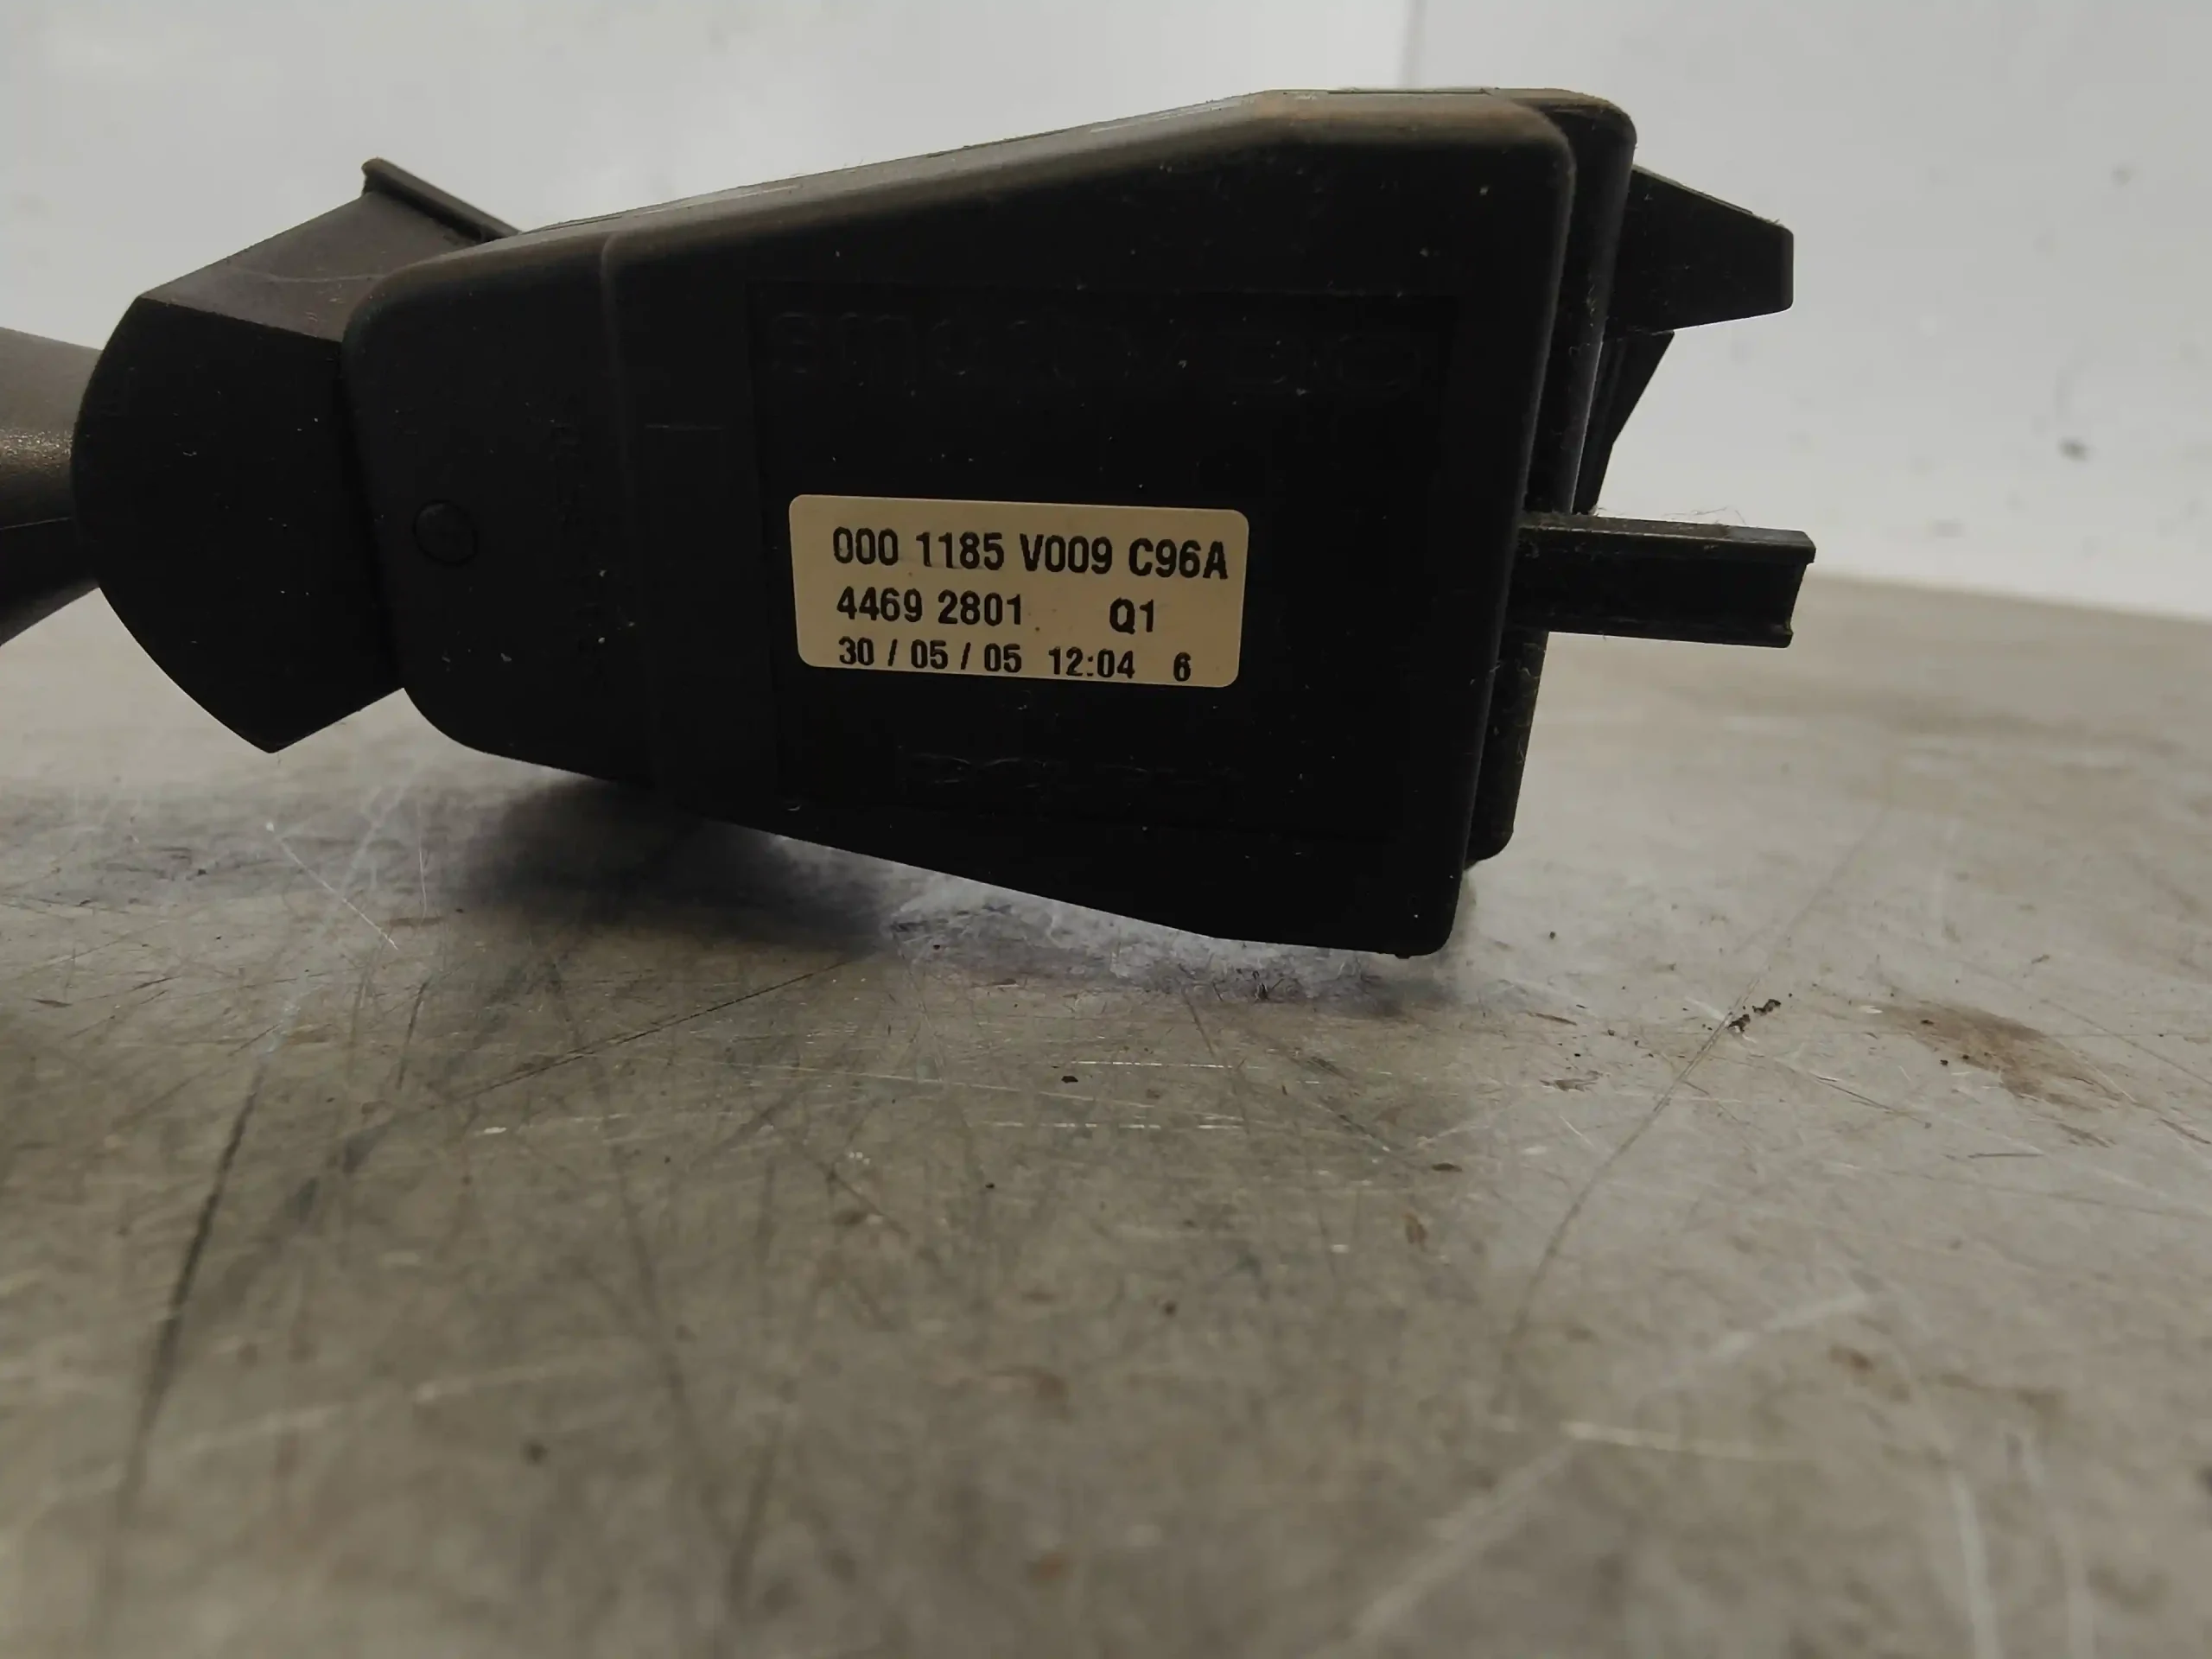 000 1185 V009 C96A
4469 2801 Q1
30 / 05 / 05 12:04 6